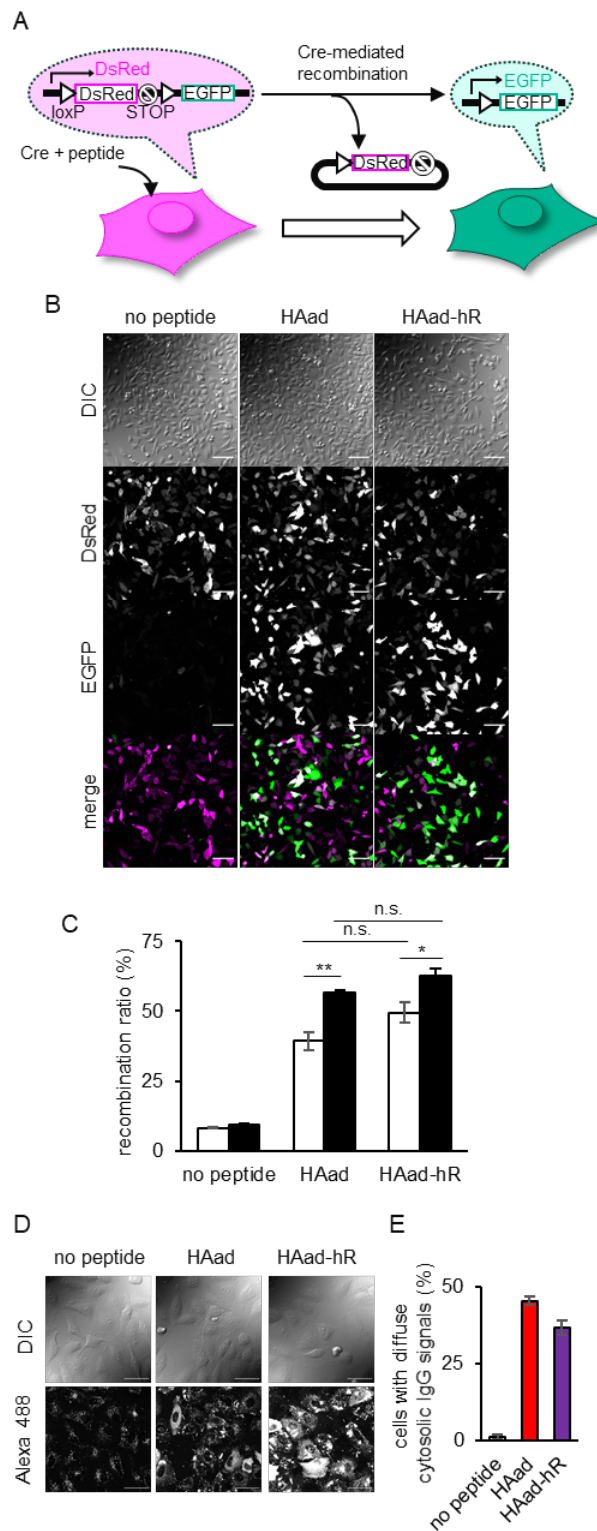 A
DsRed
DsRed
EGFP
loxP
STOP
Cre-mediated
recombination
EGFP
EGFP
DsRed
Cre + peptide
B
no peptide
HAad
HAad-hR
DIC
DsRed
EGFP
merge
C
n.s.
n.s.
**
*
recombination ratio (%)
75
50
25
0
no peptide
HAad
HAad-hR
D
no peptide
HAad
HAad-hR
DIC
Alexa 488
E
cells with diffuse
cytosolic IgG signals (%)
50
25
0
no peptide
HAad
HAad-hR